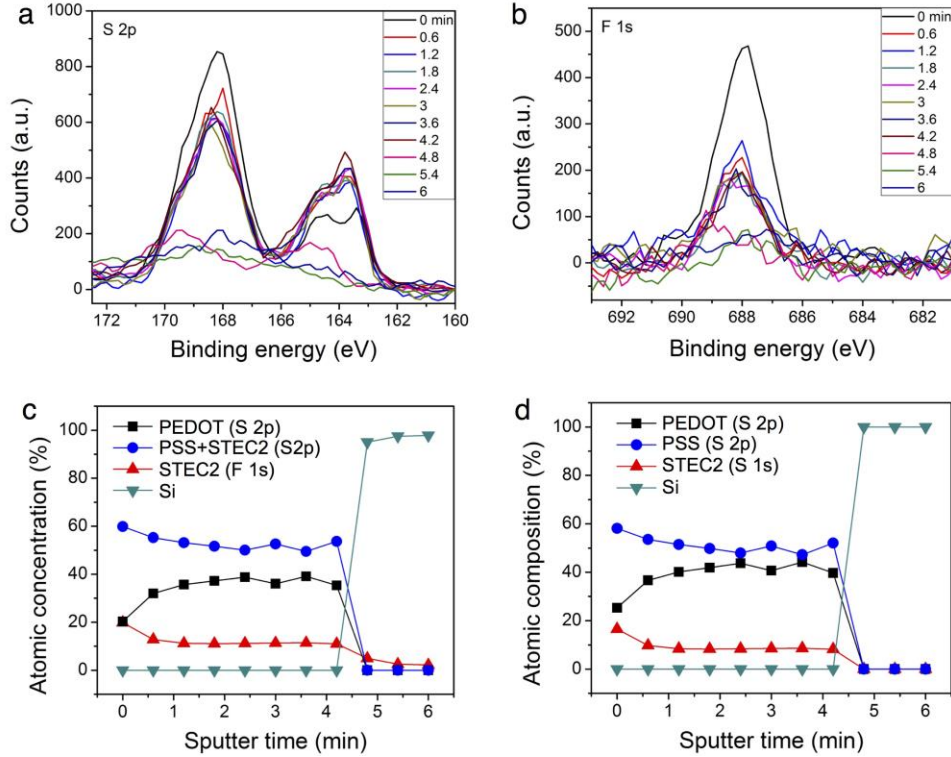 a
S 2p
0 min
0.6
1.2
1.8
2.4
3
3.6
4.2
4.8
5.4
6
1000
800
600
400
200
0
Counts (a.u.)
172 170 168 166 164 162 160
Binding energy (eV)
b
F 1s
0 min
0.6
1.2
1.8
2.4
3
3.6
4.2
4.8
5.4
6
500
400
300
200
100
0
Counts (a.u.)
692 690 688 686 684 682
Binding energy (eV)
c
PEDOT (S 2p)
PSS+STEC2 (S2p)
STEC2 (F 1s)
Si
100
80
60
40
20
0
Atomic concentration (%)
0 1 2 3 4 5 6
Sputter time (min)
d
PEDOT (S 2p)
PSS (S 2p)
STEC2 (S 1s)
Si
100
80
60
40
20
0
Atomic composition (%)
0 1 2 3 4 5 6
Sputter time (min)